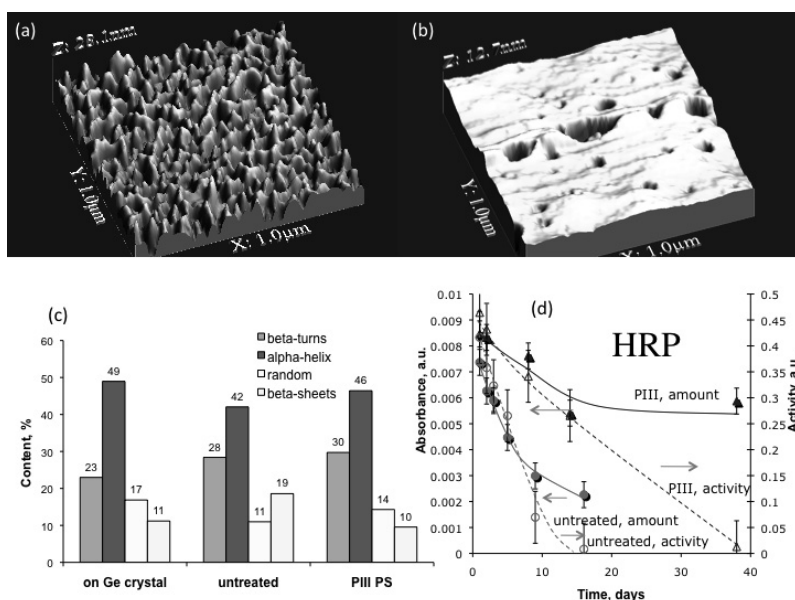 (a)
Z: 28.1nm
Y: 1.0µm
X: 1.0µm
(b)
Z: 12.7nm
Y: 1.0µm
X: 1.0µm
(c)
beta-turns
alpha-helix
random
beta-sheets
Content, %
60
50
40
30
20
10
0
23
49
17
11
28
42
11
19
30
46
14
10
on Ge crystal
untreated
PIII PS
(d)
HRP
Absorbance, a.u.
0.01
0.009
0.008
0.007
0.006
0.005
0.004
0.003
0.002
0.001
0
PIII, amount
PIII, activity
untreated, amount
untreated, activity
0.5
0.45
0.4
0.35
0.3
0.25
0.2
0.15
0.1
0.05
0
Activity a.u.
0
10
20
30
40
Time, days